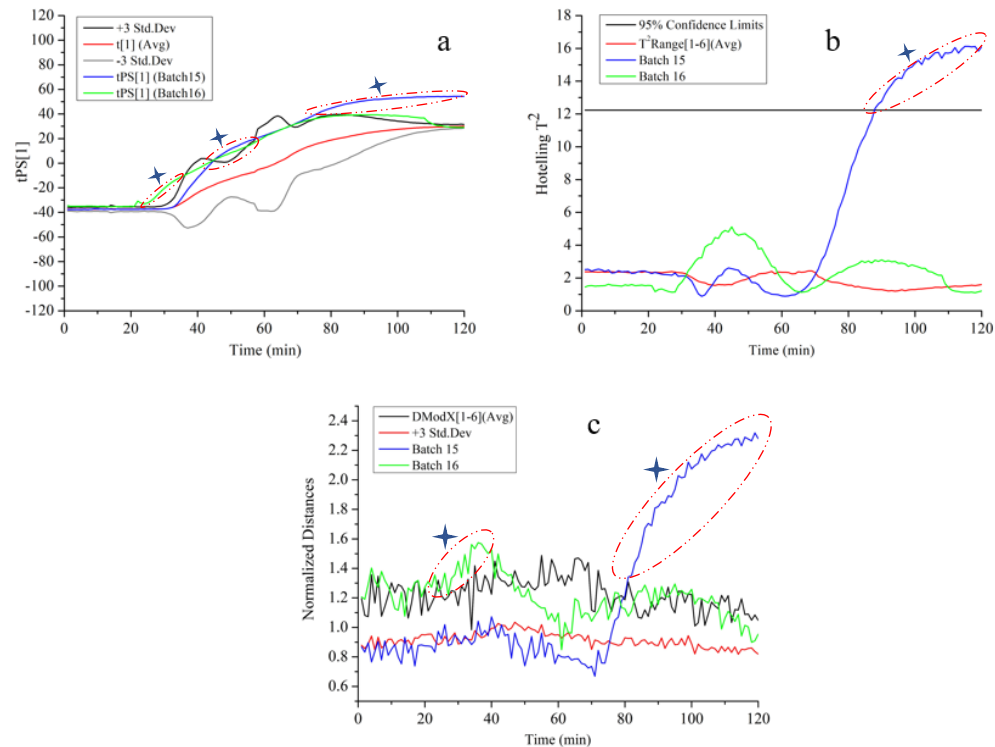 +3 Std.Dev
t[1] (Avg)
-3 Std.Dev
tPS[1] (Batch15)
tPS[1] (Batch16)
a
120
100
80
60
40
20
0
-20
-40
-60
-80
-100
-120
tPS[1]
0 20 40 60 80 100 120
Time (min)
95% Confidence Limits
T²Range[1-6](Avg)
Batch 15
Batch 16
b
18
16
14
12
10
8
6
4
2
0
Hotelling T²
0 20 40 60 80 100 120
Time (min)
DModX[1-6](Avg)
+3 Std.Dev
Batch 15
Batch 16
c
2.4
2.2
2.0
1.8
1.6
1.4
1.2
1.0
0.8
0.6
Normalized Distances
0 20 40 60 80 100 120
Time (min)